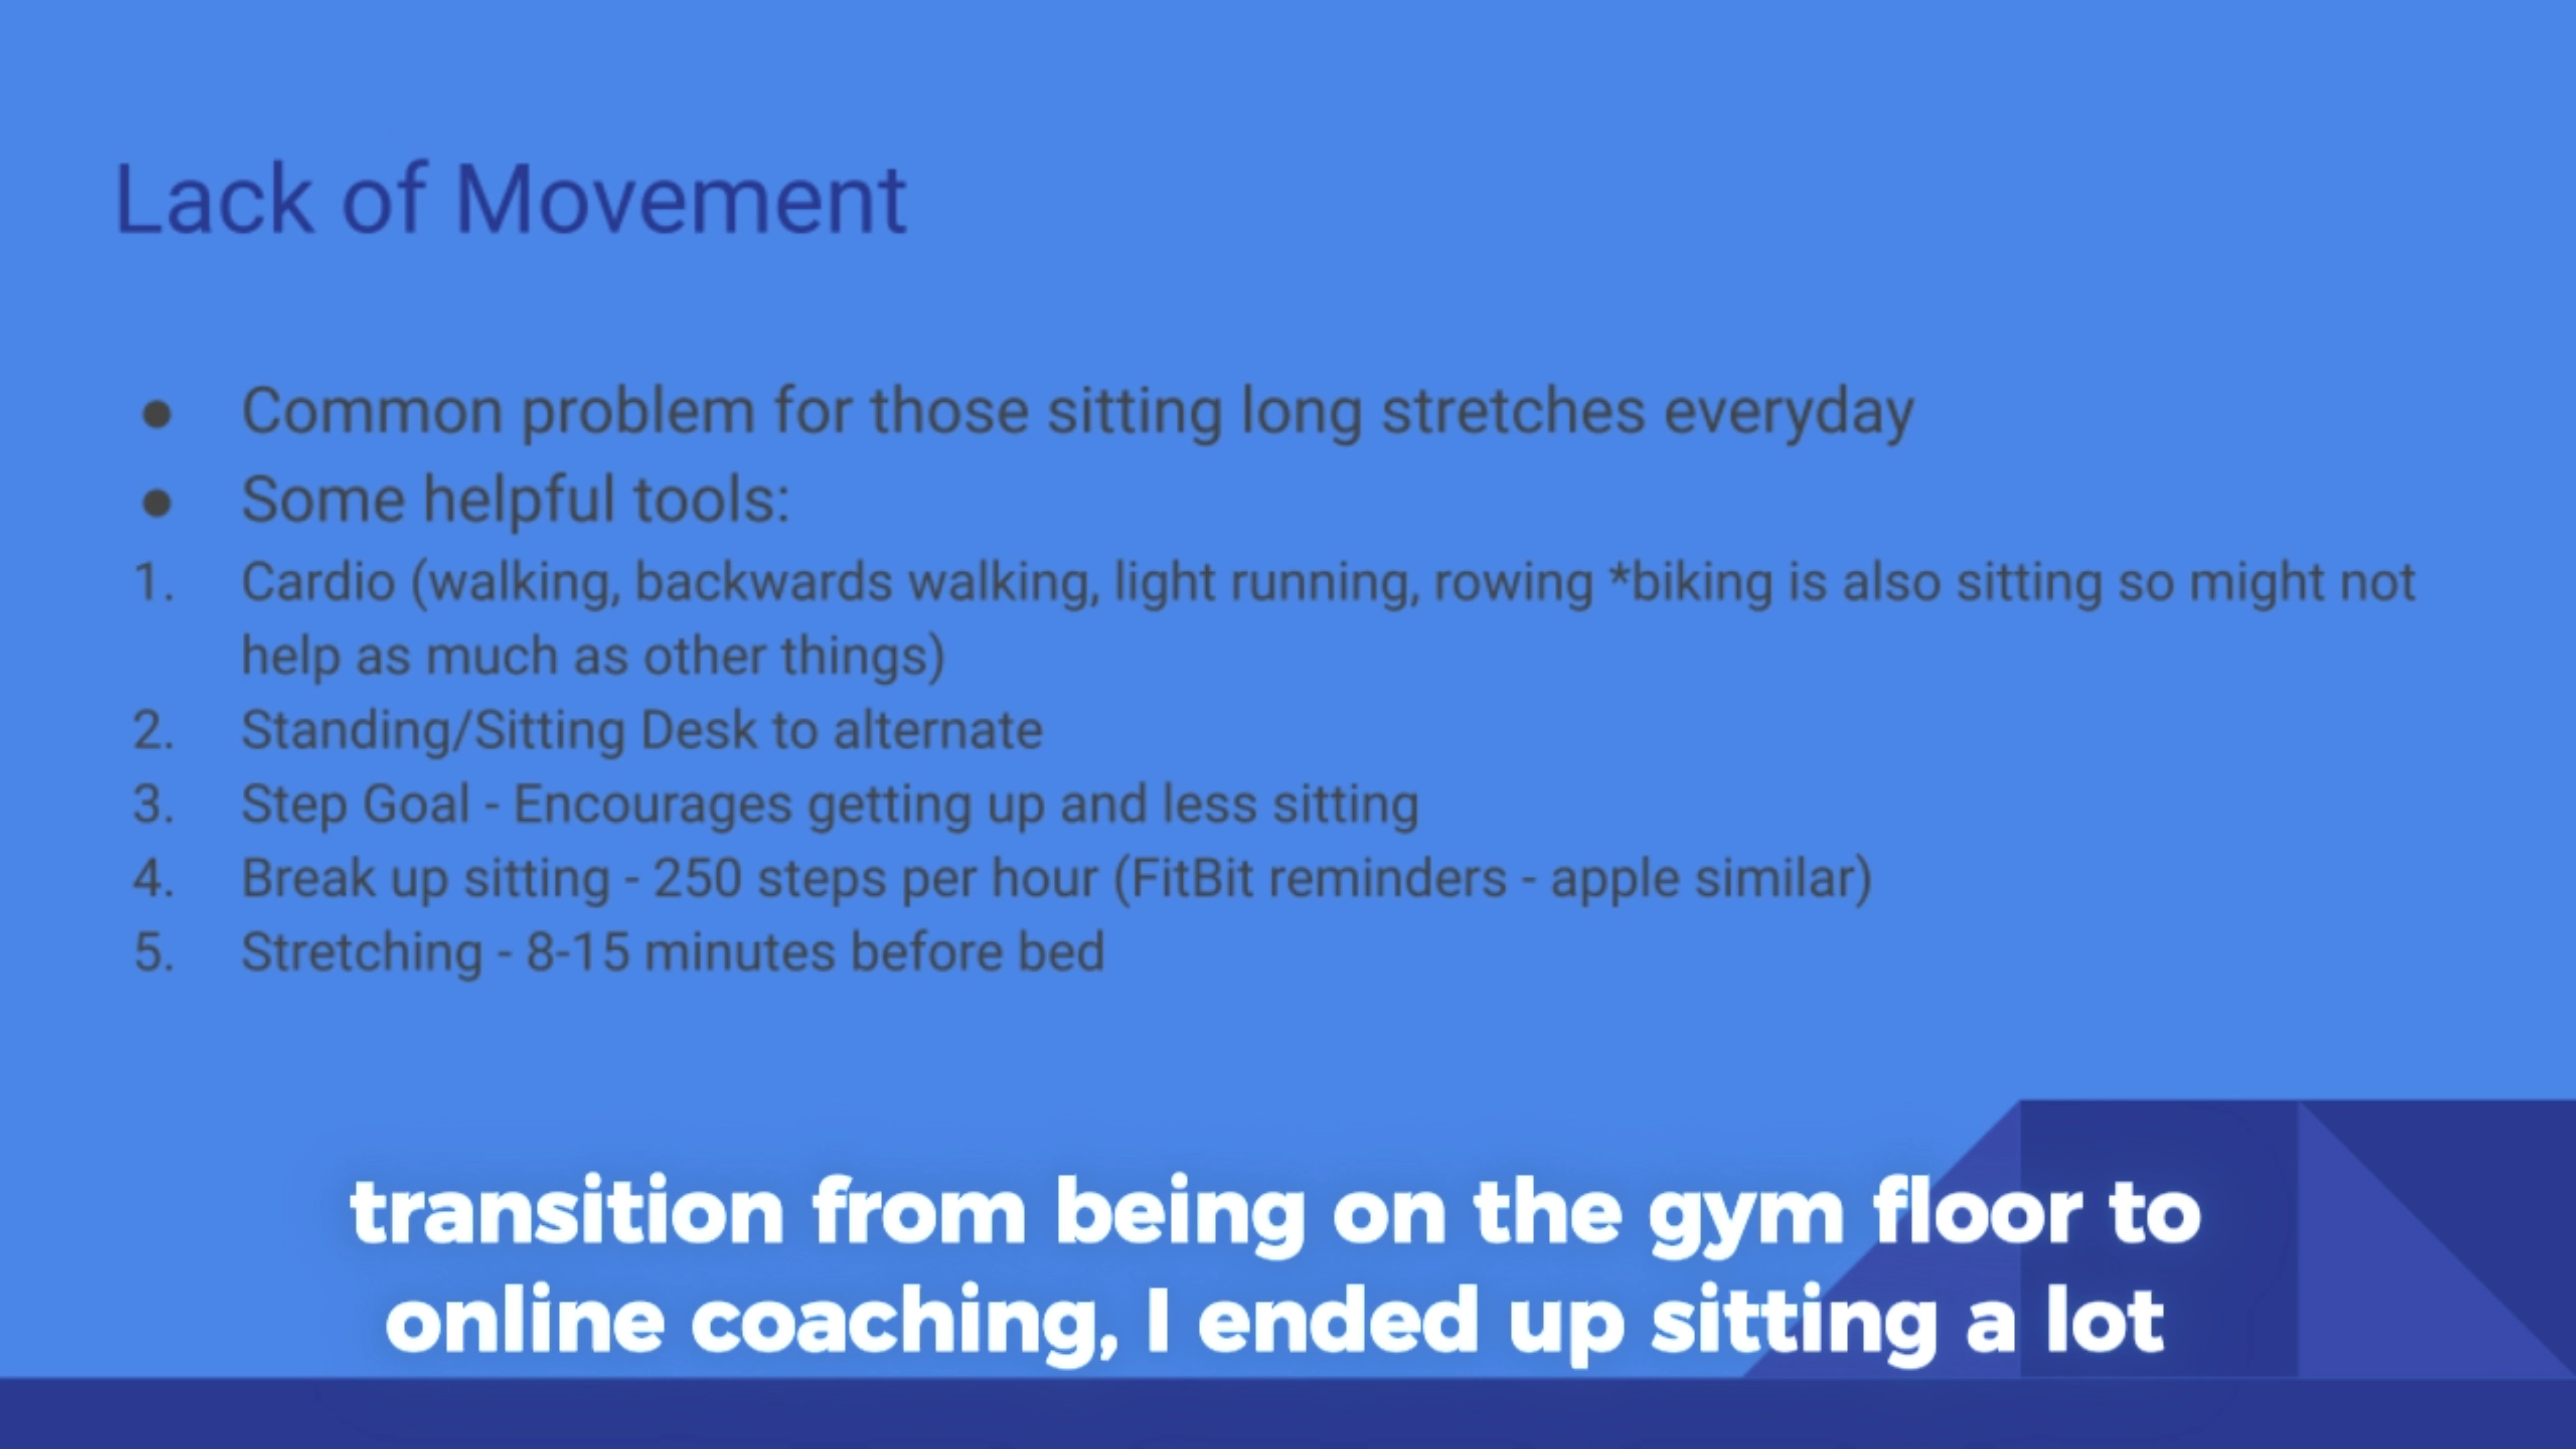 Lack of Movement
● Common problem for those sitting long stretches everyday
● Some helpful tools:
1. Cardio (walking, backwards walking, light running, rowing *biking is also sitting so might not
help as much as other things)
2. Standing/Sitting Desk to alternate
3. Step Goal - Encourages getting up and less sitting
4. Break up sitting - 250 steps per hour (FitBit reminders - apple similar)
5. Stretching - 8-15 minutes before bed
transition from being on the gym floor to
online coaching, I ended up sitting a lot